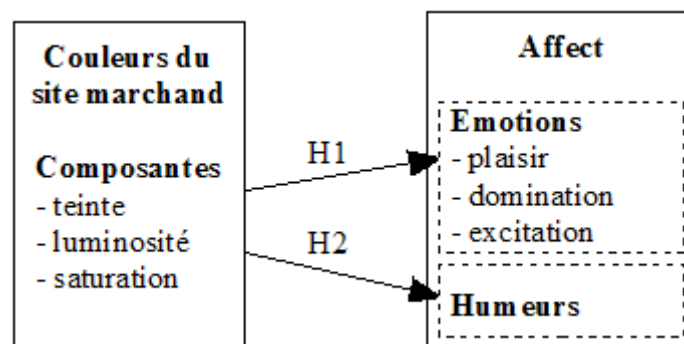 Couleurs du
site marchand
Composantes
- teinte
- luminosité
- saturation
H1
H2
Affect
Emotions
- plaisir
- domination
- excitation
Humeurs